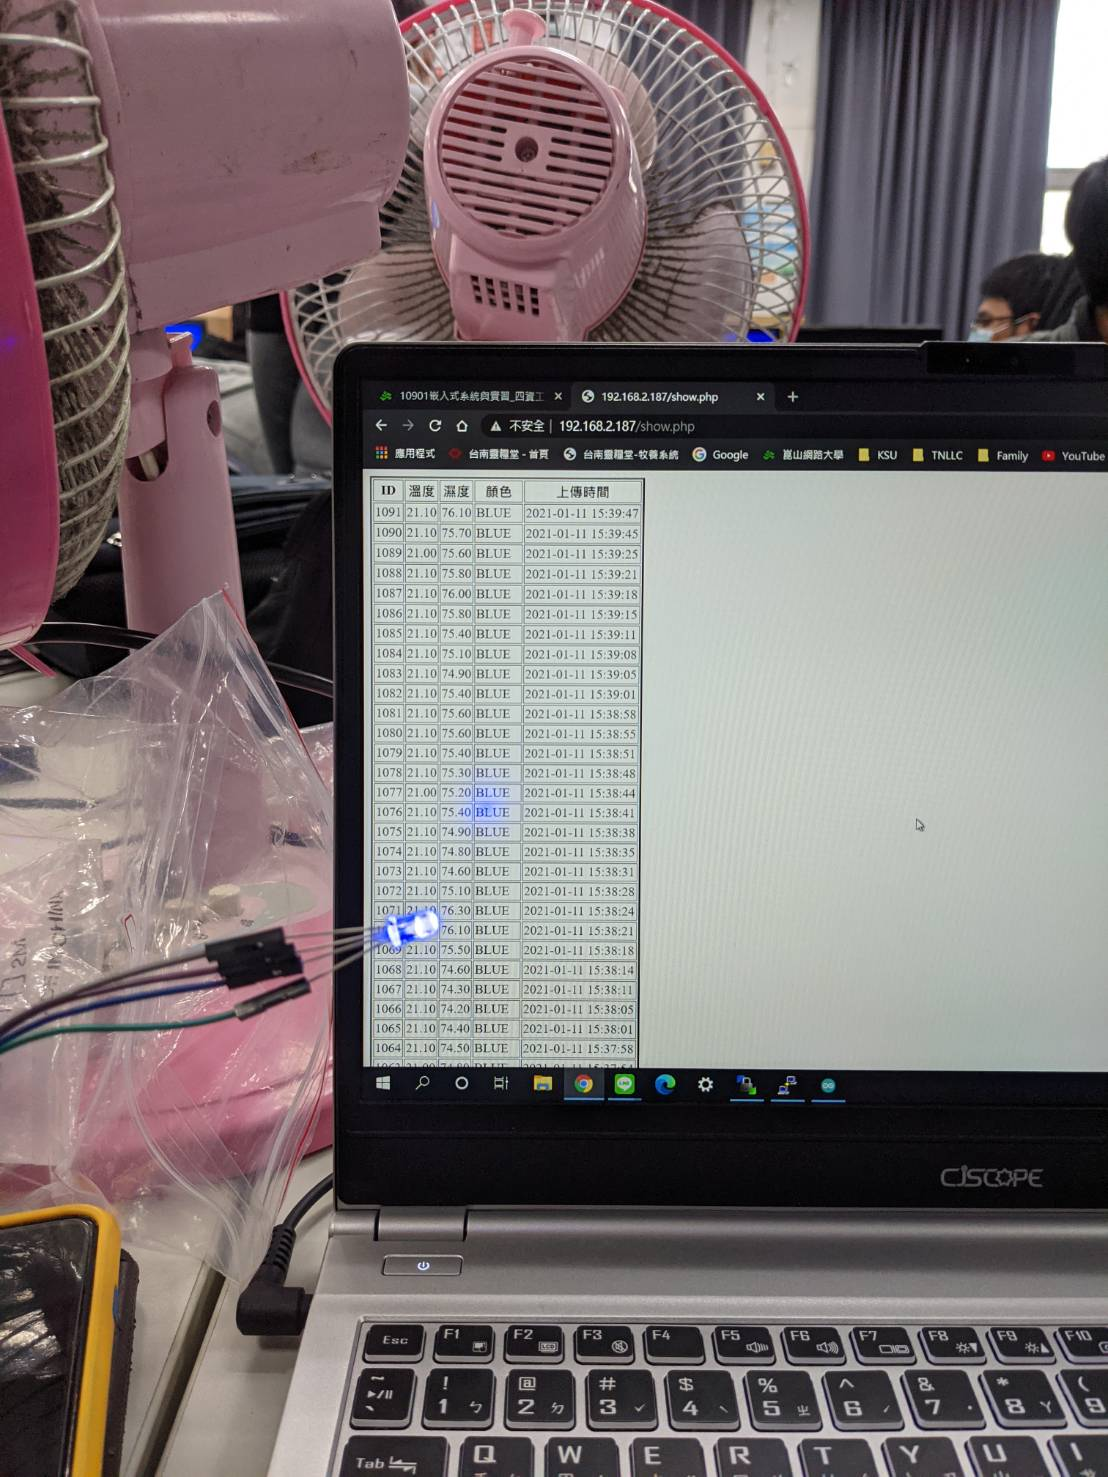 10901嵌入式系統與實習_四資工
192.168.2.187/show.php
不安全 | 192.168.2.187/show.php
應用程式 台南靈糧堂 - 首頁 台南靈糧堂-牧養系統 Google 崑山網路大學 KSU TNLLC Family YouTube
ID 溫度 濕度 顏色 上傳時間
1091 21.10 76.10 BLUE 2021-01-11 15:39:47
1090 21.10 75.70 BLUE 2021-01-11 15:39:45
1089 21.00 75.60 BLUE 2021-01-11 15:39:25
1088 21.10 75.80 BLUE 2021-01-11 15:39:21
1087 21.10 76.00 BLUE 2021-01-11 15:39:18
1086 21.10 75.80 BLUE 2021-01-11 15:39:15
1085 21.10 75.40 BLUE 2021-01-11 15:39:11
1084 21.10 75.10 BLUE 2021-01-11 15:39:08
1083 21.10 74.90 BLUE 2021-01-11 15:39:05
1082 21.10 75.40 BLUE 2021-01-11 15:39:01
1081 21.10 75.60 BLUE 2021-01-11 15:38:58
1080 21.10 75.60 BLUE 2021-01-11 15:38:55
1079 21.10 75.40 BLUE 2021-01-11 15:38:51
1078 21.10 75.30 BLUE 2021-01-11 15:38:48
1077 21.00 75.20 BLUE 2021-01-11 15:38:44
1076 21.10 75.40 BLUE 2021-01-11 15:38:41
1075 21.10 74.90 BLUE 2021-01-11 15:38:38
1074 21.10 74.80 BLUE 2021-01-11 15:38:35
1073 21.10 74.60 BLUE 2021-01-11 15:38:31
1072 21.10 75.10 BLUE 2021-01-11 15:38:28
1071 21.10 76.30 BLUE 2021-01-11 15:38:24
76.10 BLUE 2021-01-11 15:38:21
1069 21.10 75.50 BLUE 2021-01-11 15:38:18
1068 21.10 74.60 BLUE 2021-01-11 15:38:14
1067 21.10 74.30 BLUE 2021-01-11 15:38:11
1066 21.10 74.20 BLUE 2021-01-11 15:38:05
1065 21.10 74.40 BLUE 2021-01-11 15:38:01
1064 21.10 74.50 BLUE 2021-01-11 15:37:58
CJSCOPE
Esc F1 F2 F3 F4 F5 F6 F7 F8 F9 F10
~ ! @ # $ % ^ & * (
` 1 ㄅ 2 ㄉ 3 ˇ 4 ˋ 5 ㄓ 6 ˊ 7 ˙ 8 ㄚ 9
Tab Q W E R T Y U I